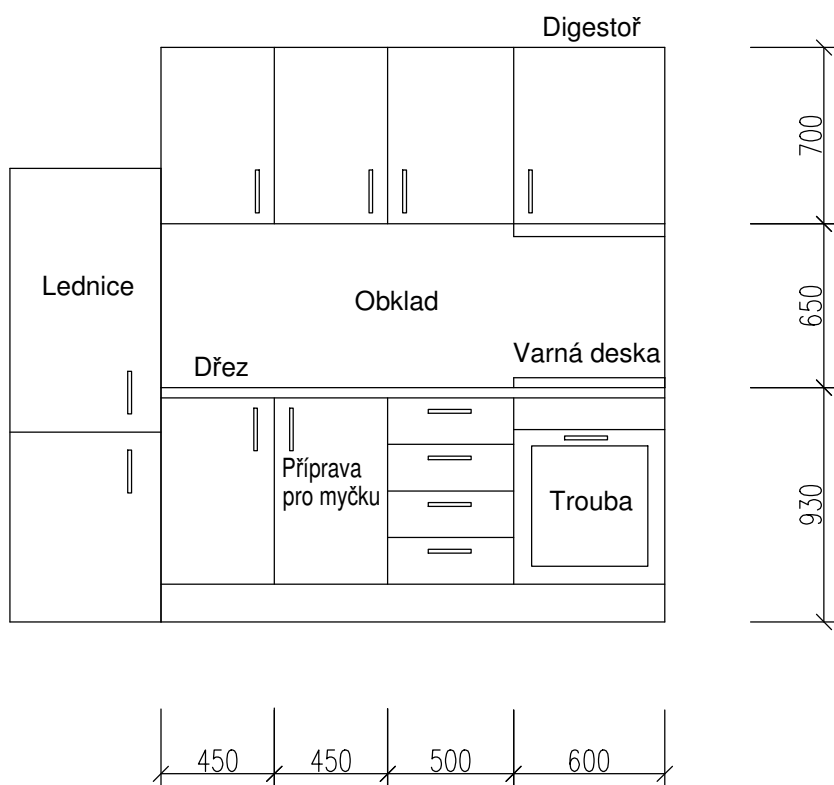 Digestoř
700
Lednice
Obklad
650
Dřez
Varná deska
Příprava
pro myčku
Trouba
930
450
450
500
600